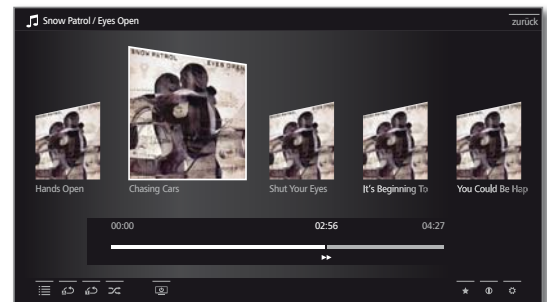 Snow Patrol / Eyes Open
zurück
SNOW PATROL EYES OPEN
Hands Open
Chasing Cars
Shut Your Eyes
It's Beginning To
You Could Be Hap
00:00 02:56 04:27